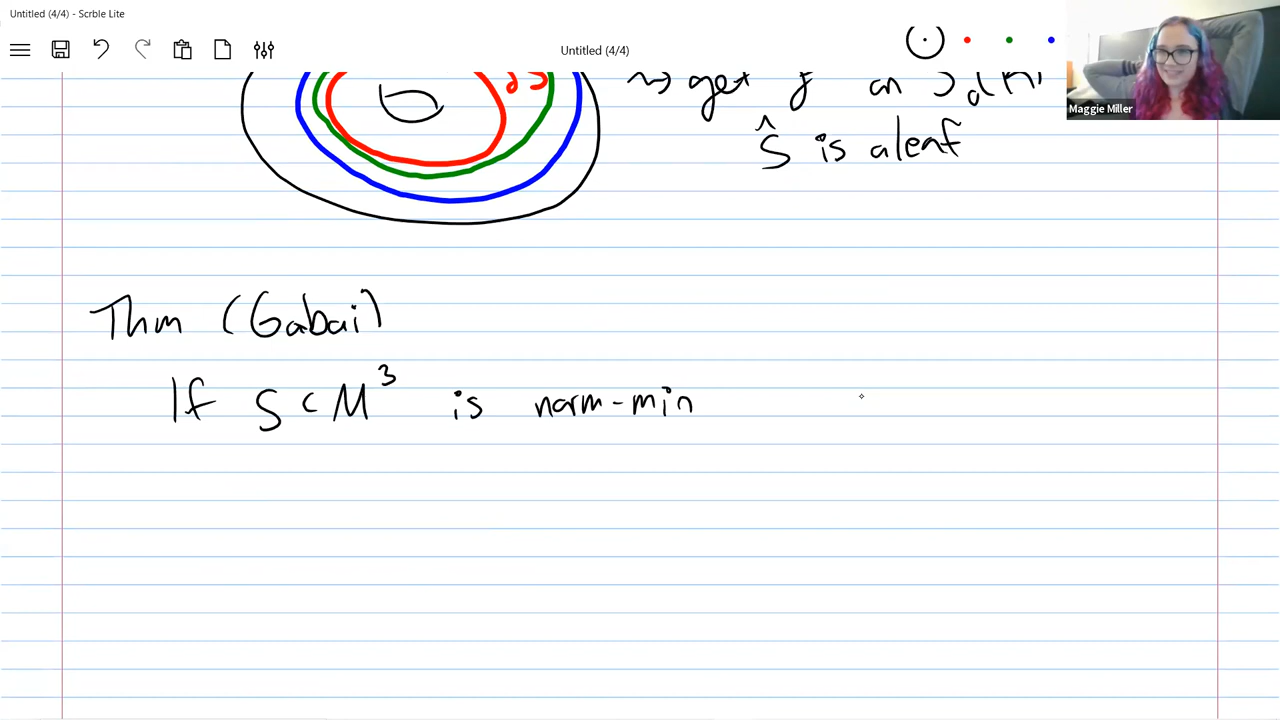 Untitled (4/4) - Scrble Lite
Untitled (4/4)
Maggie Miller
get
Ŝ is a leaf
Thm (Gabai)
If S ⊂ M³ is norm-min